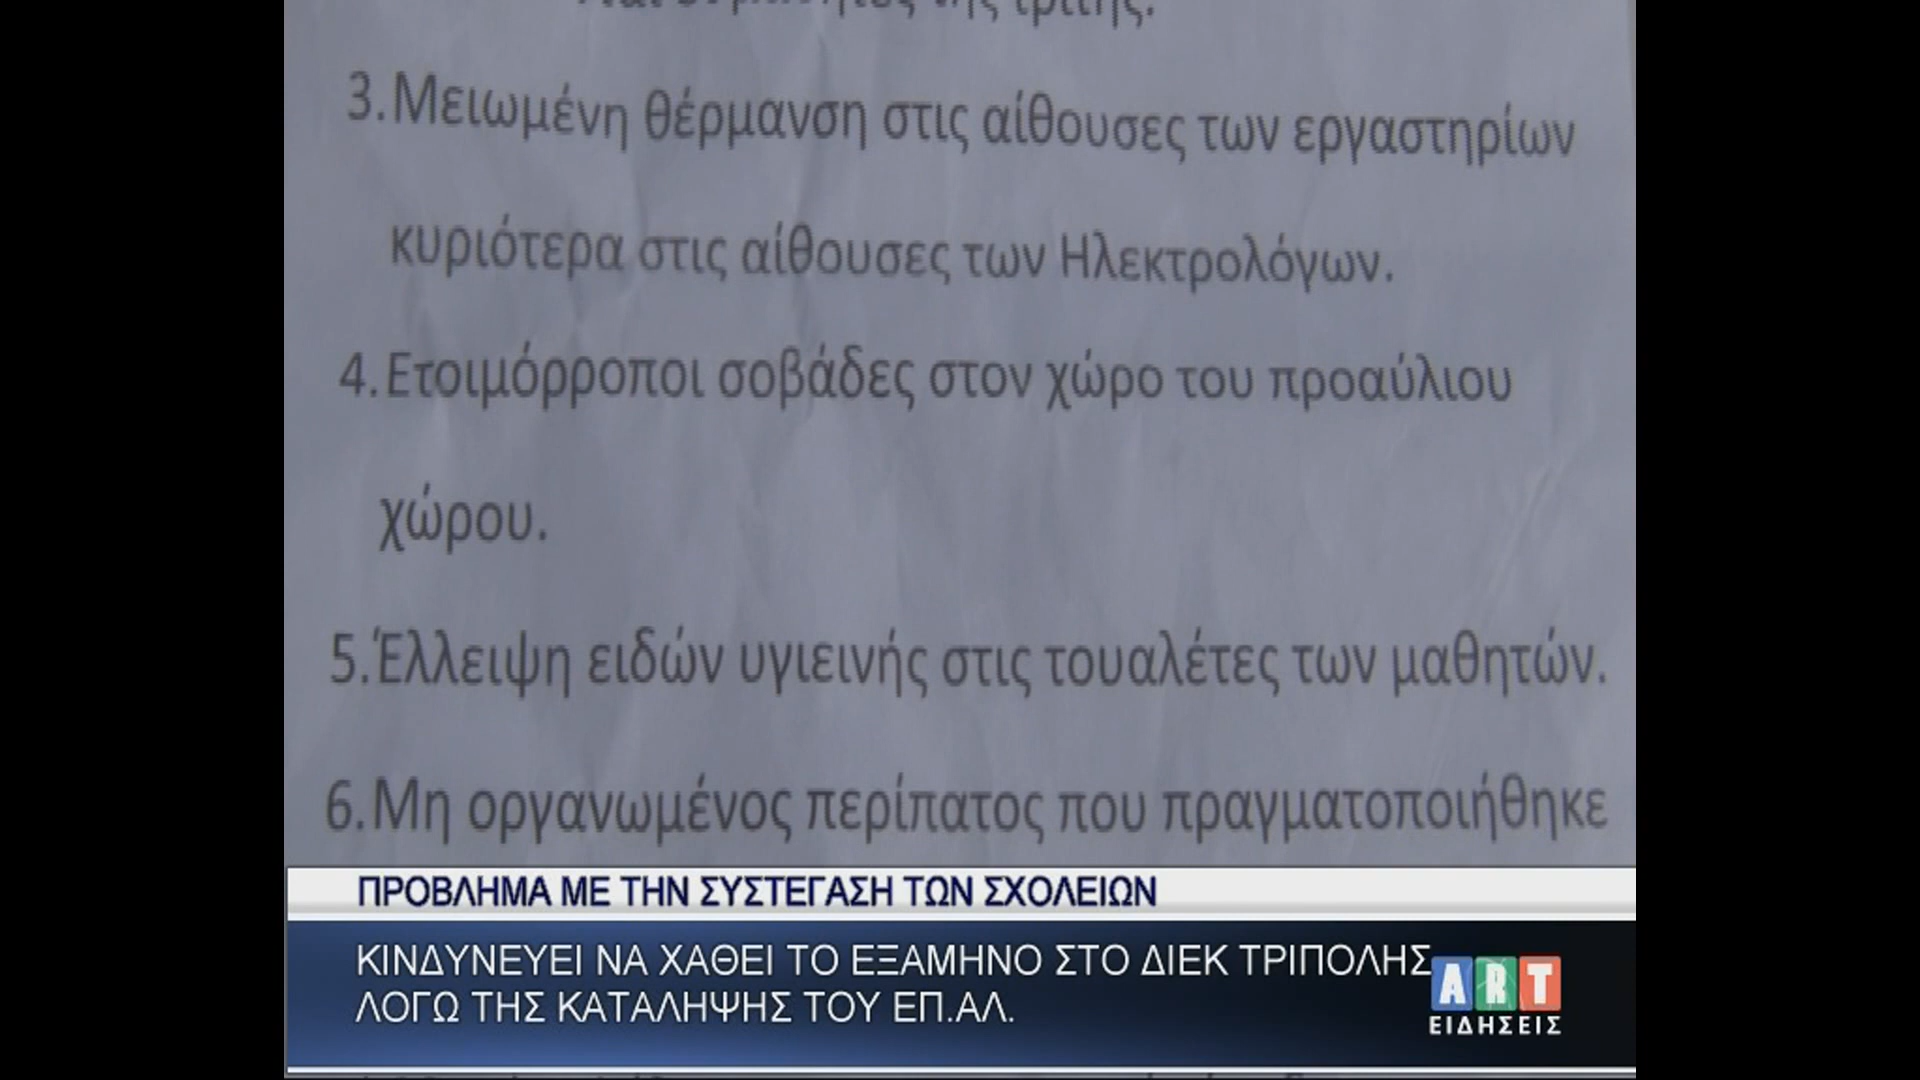 της τρίτης.
3. Μειωμένη θέρμανση στις αίθουσες των εργαστηρίων
κυριότερα στις αίθουσες των Ηλεκτρολόγων.
4. Ετοιμόρροποι σοβάδες στον χώρο του προαύλιου
χώρου.
5. Έλλειψη ειδών υγιεινής στις τουαλέτες των μαθητών.
6. Μη οργανωμένος περίπατος που πραγματοποιήθηκε
ΠΡΟΒΛΗΜΑ ΜΕ ΤΗΝ ΣΥΣΤΕΓΑΣΗ ΤΩΝ ΣΧΟΛΕΙΩΝ
ΚΙΝΔΥΝΕΥΕΙ ΝΑ ΧΑΘΕΙ ΤΟ ΕΞΑΜΗΝΟ ΣΤΟ ΔΙΕΚ ΤΡΙΠΟΛΗΣ
ΛΟΓΩ ΤΗΣ ΚΑΤΑΛΗΨΗΣ ΤΟΥ ΕΠ.ΑΛ.
ART
ΕΙΔΗΣΕΙΣ